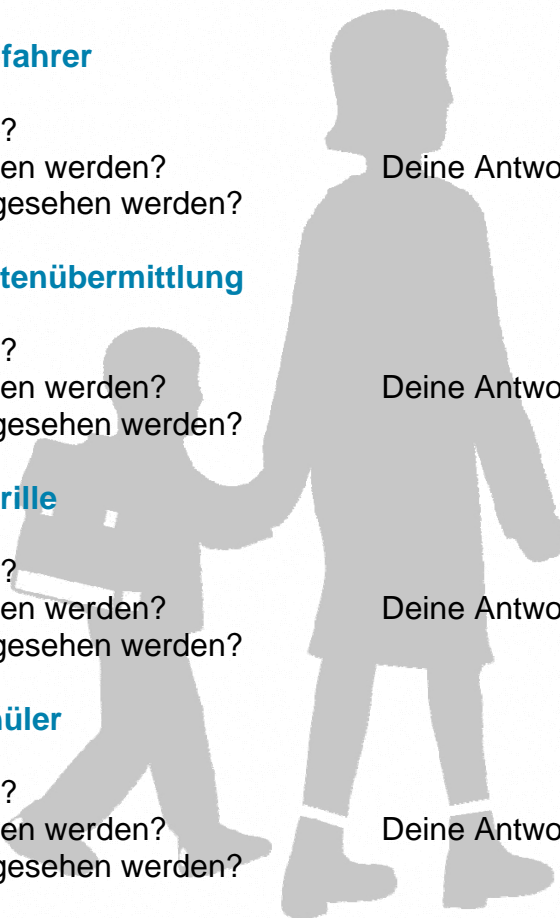 fahrer
?
en werden? Deine Antwo
gesehen werden?
tenübermittlung
?
en werden? Deine Antwo
gesehen werden?
rille
?
en werden? Deine Antwo
gesehen werden?
üler
?
en werden? Deine Antwo
gesehen werden?